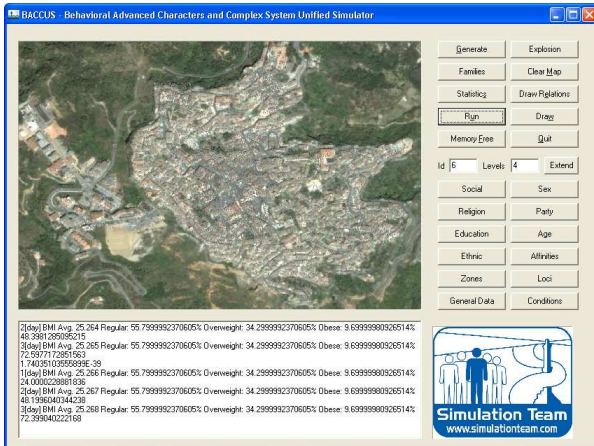 BACCUS - Behavioral Advanced Characters and Complex System Unified Simulator
Generate
Explosion
Families
Clear Map
Statistics
Draw Relations
Run
Draw
Memory Free
Quit
Id 6 Levels 4 Extend
Social
Sex
Religion
Party
Education
Age
Ethnic
Affinities
Zones
Loci
General Data
Conditions
2[day] BMI Avg. 25.264 Regular: 55.7999992370605% Overweight: 34.2999992370605% Obese: 9.69999980926514%
48.3981285095215
3[day] BMI Avg. 25.265 Regular: 55.7999992370605% Overweight: 34.2999992370605% Obese: 9.69999980926514%
72.5977172851563
1.74035103555899E-39
1[day] BMI Avg. 25.266 Regular: 55.7999992370605% Overweight: 34.2999992370605% Obese: 9.69999980926514%
24.0000228881836
2[day] BMI Avg. 25.267 Regular: 55.7999992370605% Overweight: 34.2999992370605% Obese: 9.69999980926514%
48.1996040344238
3[day] BMI Avg. 25.268 Regular: 55.7999992370605% Overweight: 34.2999992370605% Obese: 9.69999980926514%
72.399040222168
Simulation Team
www.simulationteam.com